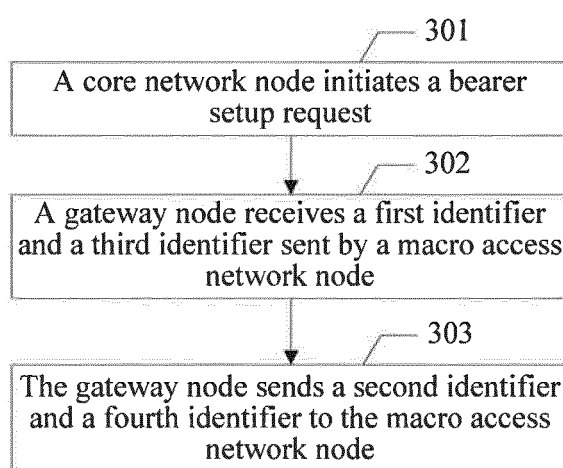 301
A core network node initiates a bearer
setup request
302
A gateway node receives a first identifier
and a third identifier sent by a macro access
network node
303
The gateway node sends a second identifier
and a fourth identifier to the macro access
network node